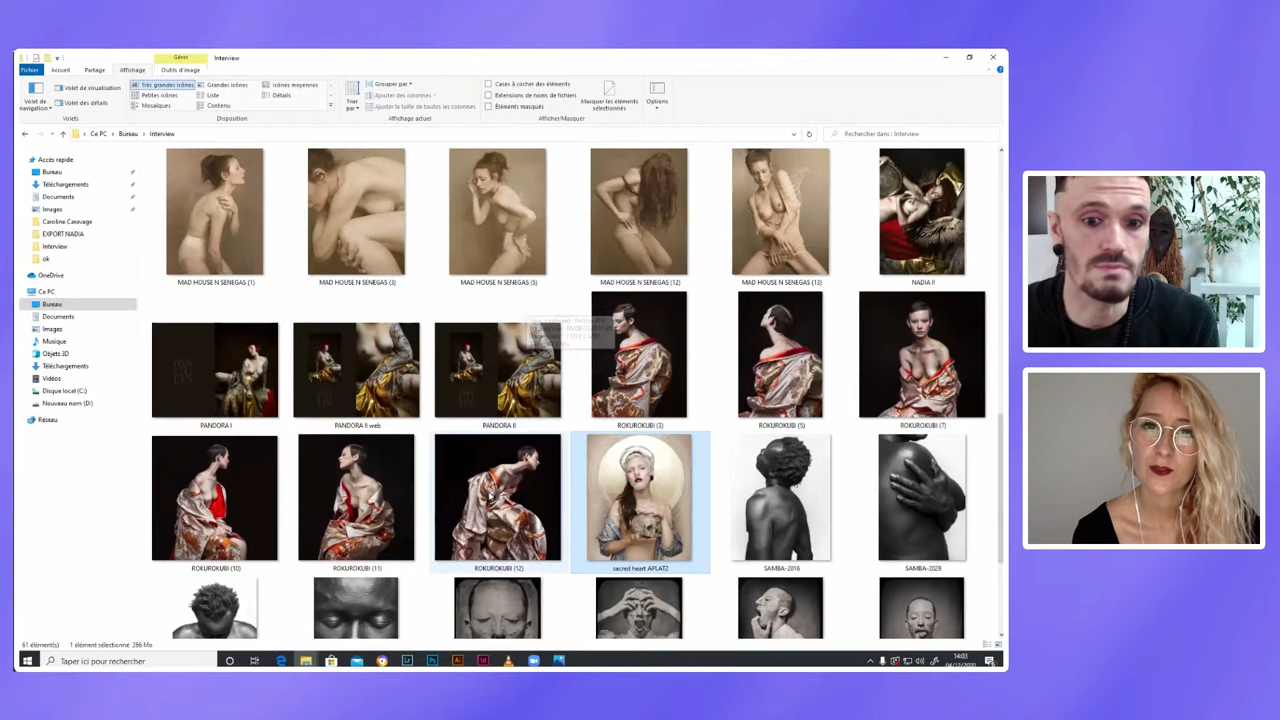 Gérer
Interview
Fichier
Accueil
Partage
Affichage
Outils d'image
Volet de navigation
Volet de visualisation
Volet des détails
Volets
Très grandes icônes
Grandes icônes
Icônes moyennes
Petites icônes
Liste
Détails
Mosaïques
Contenu
Disposition
Trier par
Grouper par
Ajouter des colonnes
Ajuster la taille de toutes les colonnes
Affichage actuel
Cases à cocher des éléments
Extensions de noms de fichiers
Éléments masqués
Masquer les éléments sélectionnés
Afficher/Masquer
Options
Ce PC > Bureau > Interview
Rechercher dans : Interview
Accès rapide
Bureau
Téléchargements
Documents
Images
Caroline Caravage
EXPORT NADIA
Interview
ok
OneDrive
Ce PC
Bureau
Documents
Images
Musique
Objets 3D
Téléchargements
Vidéos
Disque local (C:)
Nouveau nom (D:)
Réseau
MAD HOUSE N SENEGAS (1)
MAD HOUSE N SENEGAS (3)
MAD HOUSE N SENEGAS (5)
MAD HOUSE N SENEGAS (12)
MAD HOUSE N SENEGAS (13)
NADIA II
PANDORA I
PANDORA II web
PANDORA II
ROKUROKUBI (3)
ROKUROKUBI (5)
ROKUROKUBI (7)
ROKUROKUBI (10)
ROKUROKUBI (11)
ROKUROKUBI (12)
sacred heart APLAT2
SAMBA-2016
SAMBA-2028
61 élément(s)
1 élément sélectionné 266 Mo
Taper ici pour rechercher
14:03
04/12/2020